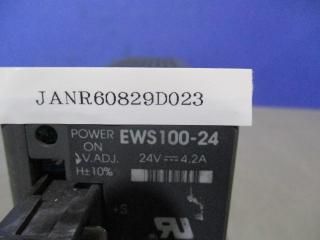 JANR60829D023
POWER EWS100-24
ON
V.ADJ. 24V⎓4.2A
H±10%
+S